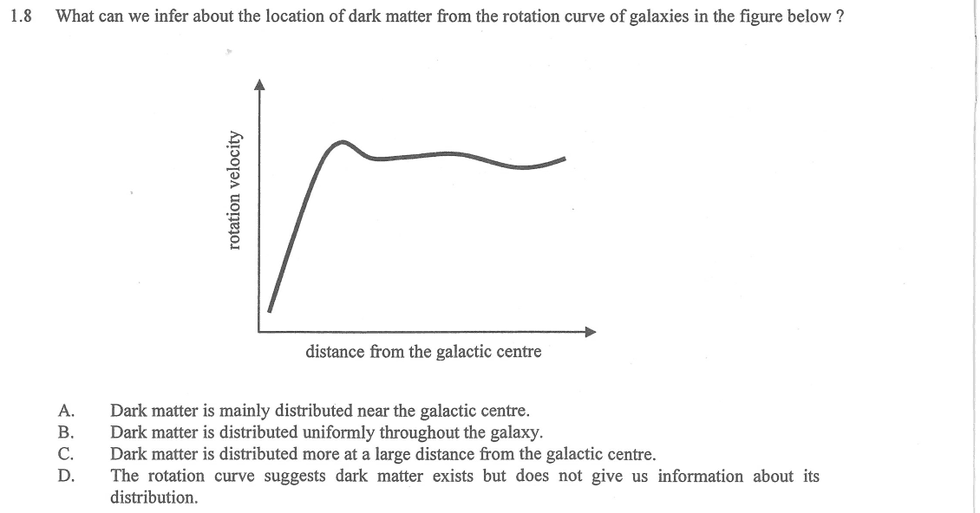 1.8 What can we infer about the location of dark matter from the rotation curve of galaxies in the figure below ?
rotation velocity
distance from the galactic centre
A. Dark matter is mainly distributed near the galactic centre.
B. Dark matter is distributed uniformly throughout the galaxy.
C. Dark matter is distributed more at a large distance from the galactic centre.
D. The rotation curve suggests dark matter exists but does not give us information about its
distribution.